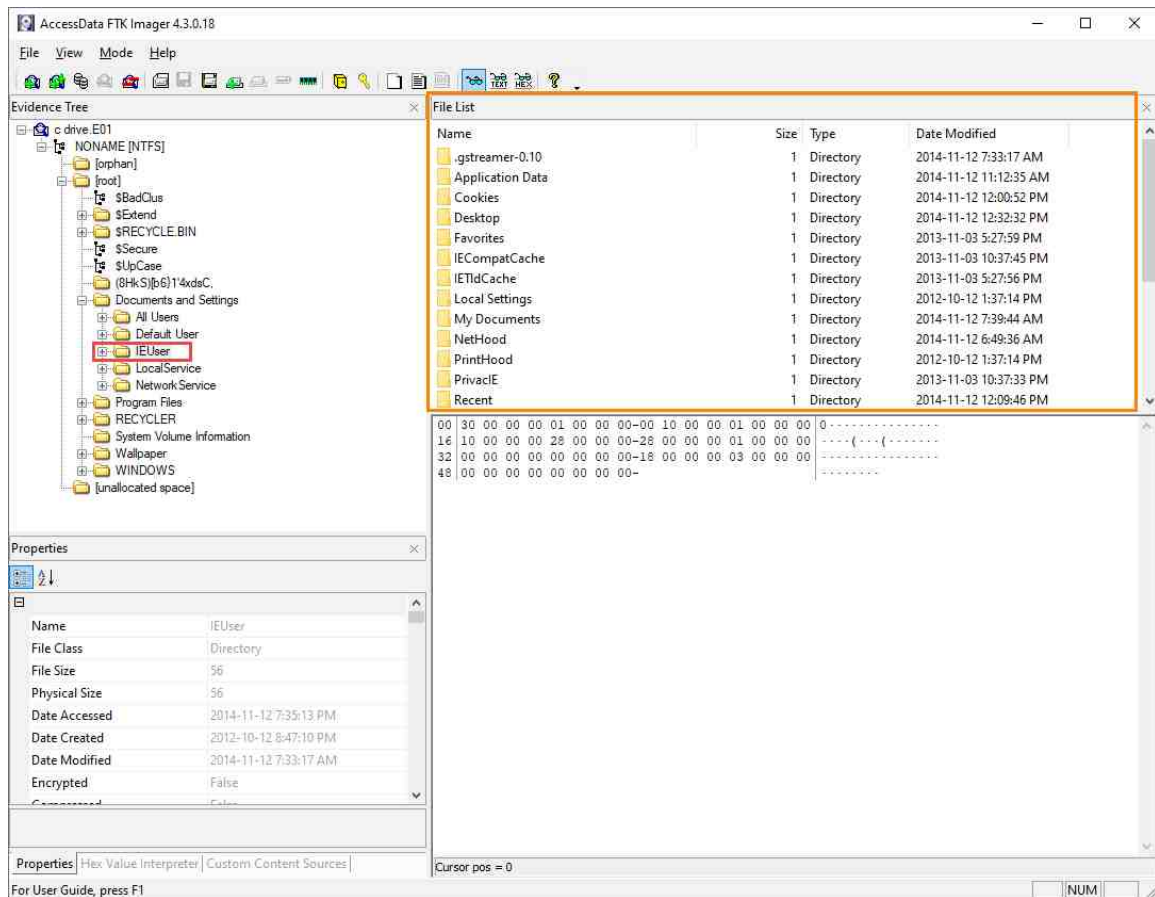 AccessData FTK Imager 4.3.0.18
File View Mode Help
TEXT HEX
Evidence Tree
c drive.E01
NONAME [NTFS]
[orphan]
[root]
$BadClus
$Extend
$RECYCLE.BIN
$Secure
$UpCase
(8HkS)[b6}1'4xdsC,
Documents and Settings
All Users
Default User
IEUser
LocalService
NetworkService
Program Files
RECYCLER
System Volume Information
Wallpaper
WINDOWS
[unallocated space]
File List
Name Size Type Date Modified
.gstreamer-0.10 1 Directory 2014-11-12 7:33:17 AM
Application Data 1 Directory 2014-11-12 11:12:35 AM
Cookies 1 Directory 2014-11-12 12:00:52 PM
Desktop 1 Directory 2014-11-12 12:32:32 PM
Favorites 1 Directory 2013-11-03 5:27:59 PM
IECompatCache 1 Directory 2013-11-03 10:37:45 PM
IETldCache 1 Directory 2013-11-03 5:27:56 PM
Local Settings 1 Directory 2012-10-12 1:37:14 PM
My Documents 1 Directory 2014-11-12 7:39:44 AM
NetHood 1 Directory 2014-11-12 6:49:36 AM
PrintHood 1 Directory 2012-10-12 1:37:14 PM
PrivacIE 1 Directory 2013-11-03 10:37:33 PM
Recent 1 Directory 2014-11-12 12:09:46 PM
00 30 00 00 00 01 00 00 00-00 10 00 00 01 00 00 00 0···············
16 10 00 00 00 28 00 00 00-28 00 00 00 01 00 00 00 ····(···(·······
32 00 00 00 00 00 00 00 00-18 00 00 00 03 00 00 00 ················
48 00 00 00 00 00 00 00 00- ········
Properties
Name IEUser
File Class Directory
File Size 56
Physical Size 56
Date Accessed 2014-11-12 7:35:13 PM
Date Created 2012-10-12 8:47:10 PM
Date Modified 2014-11-12 7:33:17 AM
Encrypted False
Properties Hex Value Interpreter Custom Content Sources
Cursor pos = 0
For User Guide, press F1
NUM